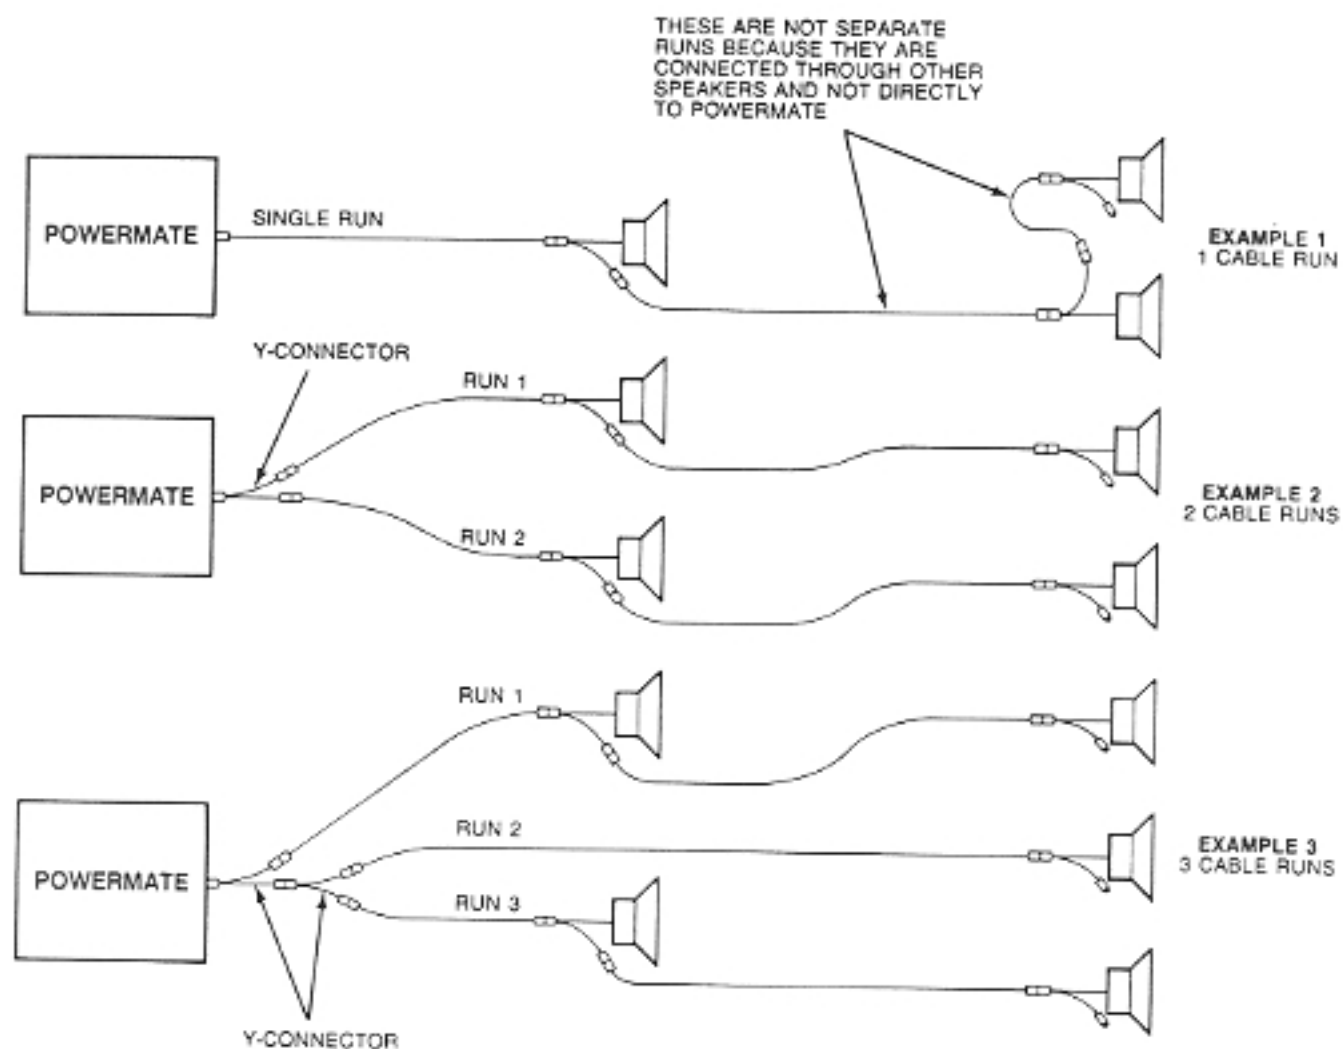 THESE ARE NOT SEPARATE
RUNS BECAUSE THEY ARE
CONNECTED THROUGH OTHER
SPEAKERS AND NOT DIRECTLY
TO POWERMATE
POWERMATE
SINGLE RUN
EXAMPLE 1
1 CABLE RUN
Y-CONNECTOR
RUN 1
POWERMATE
RUN 2
EXAMPLE 2
2 CABLE RUNS
RUN 1
POWERMATE
RUN 2
RUN 3
EXAMPLE 3
3 CABLE RUNS
Y-CONNECTOR